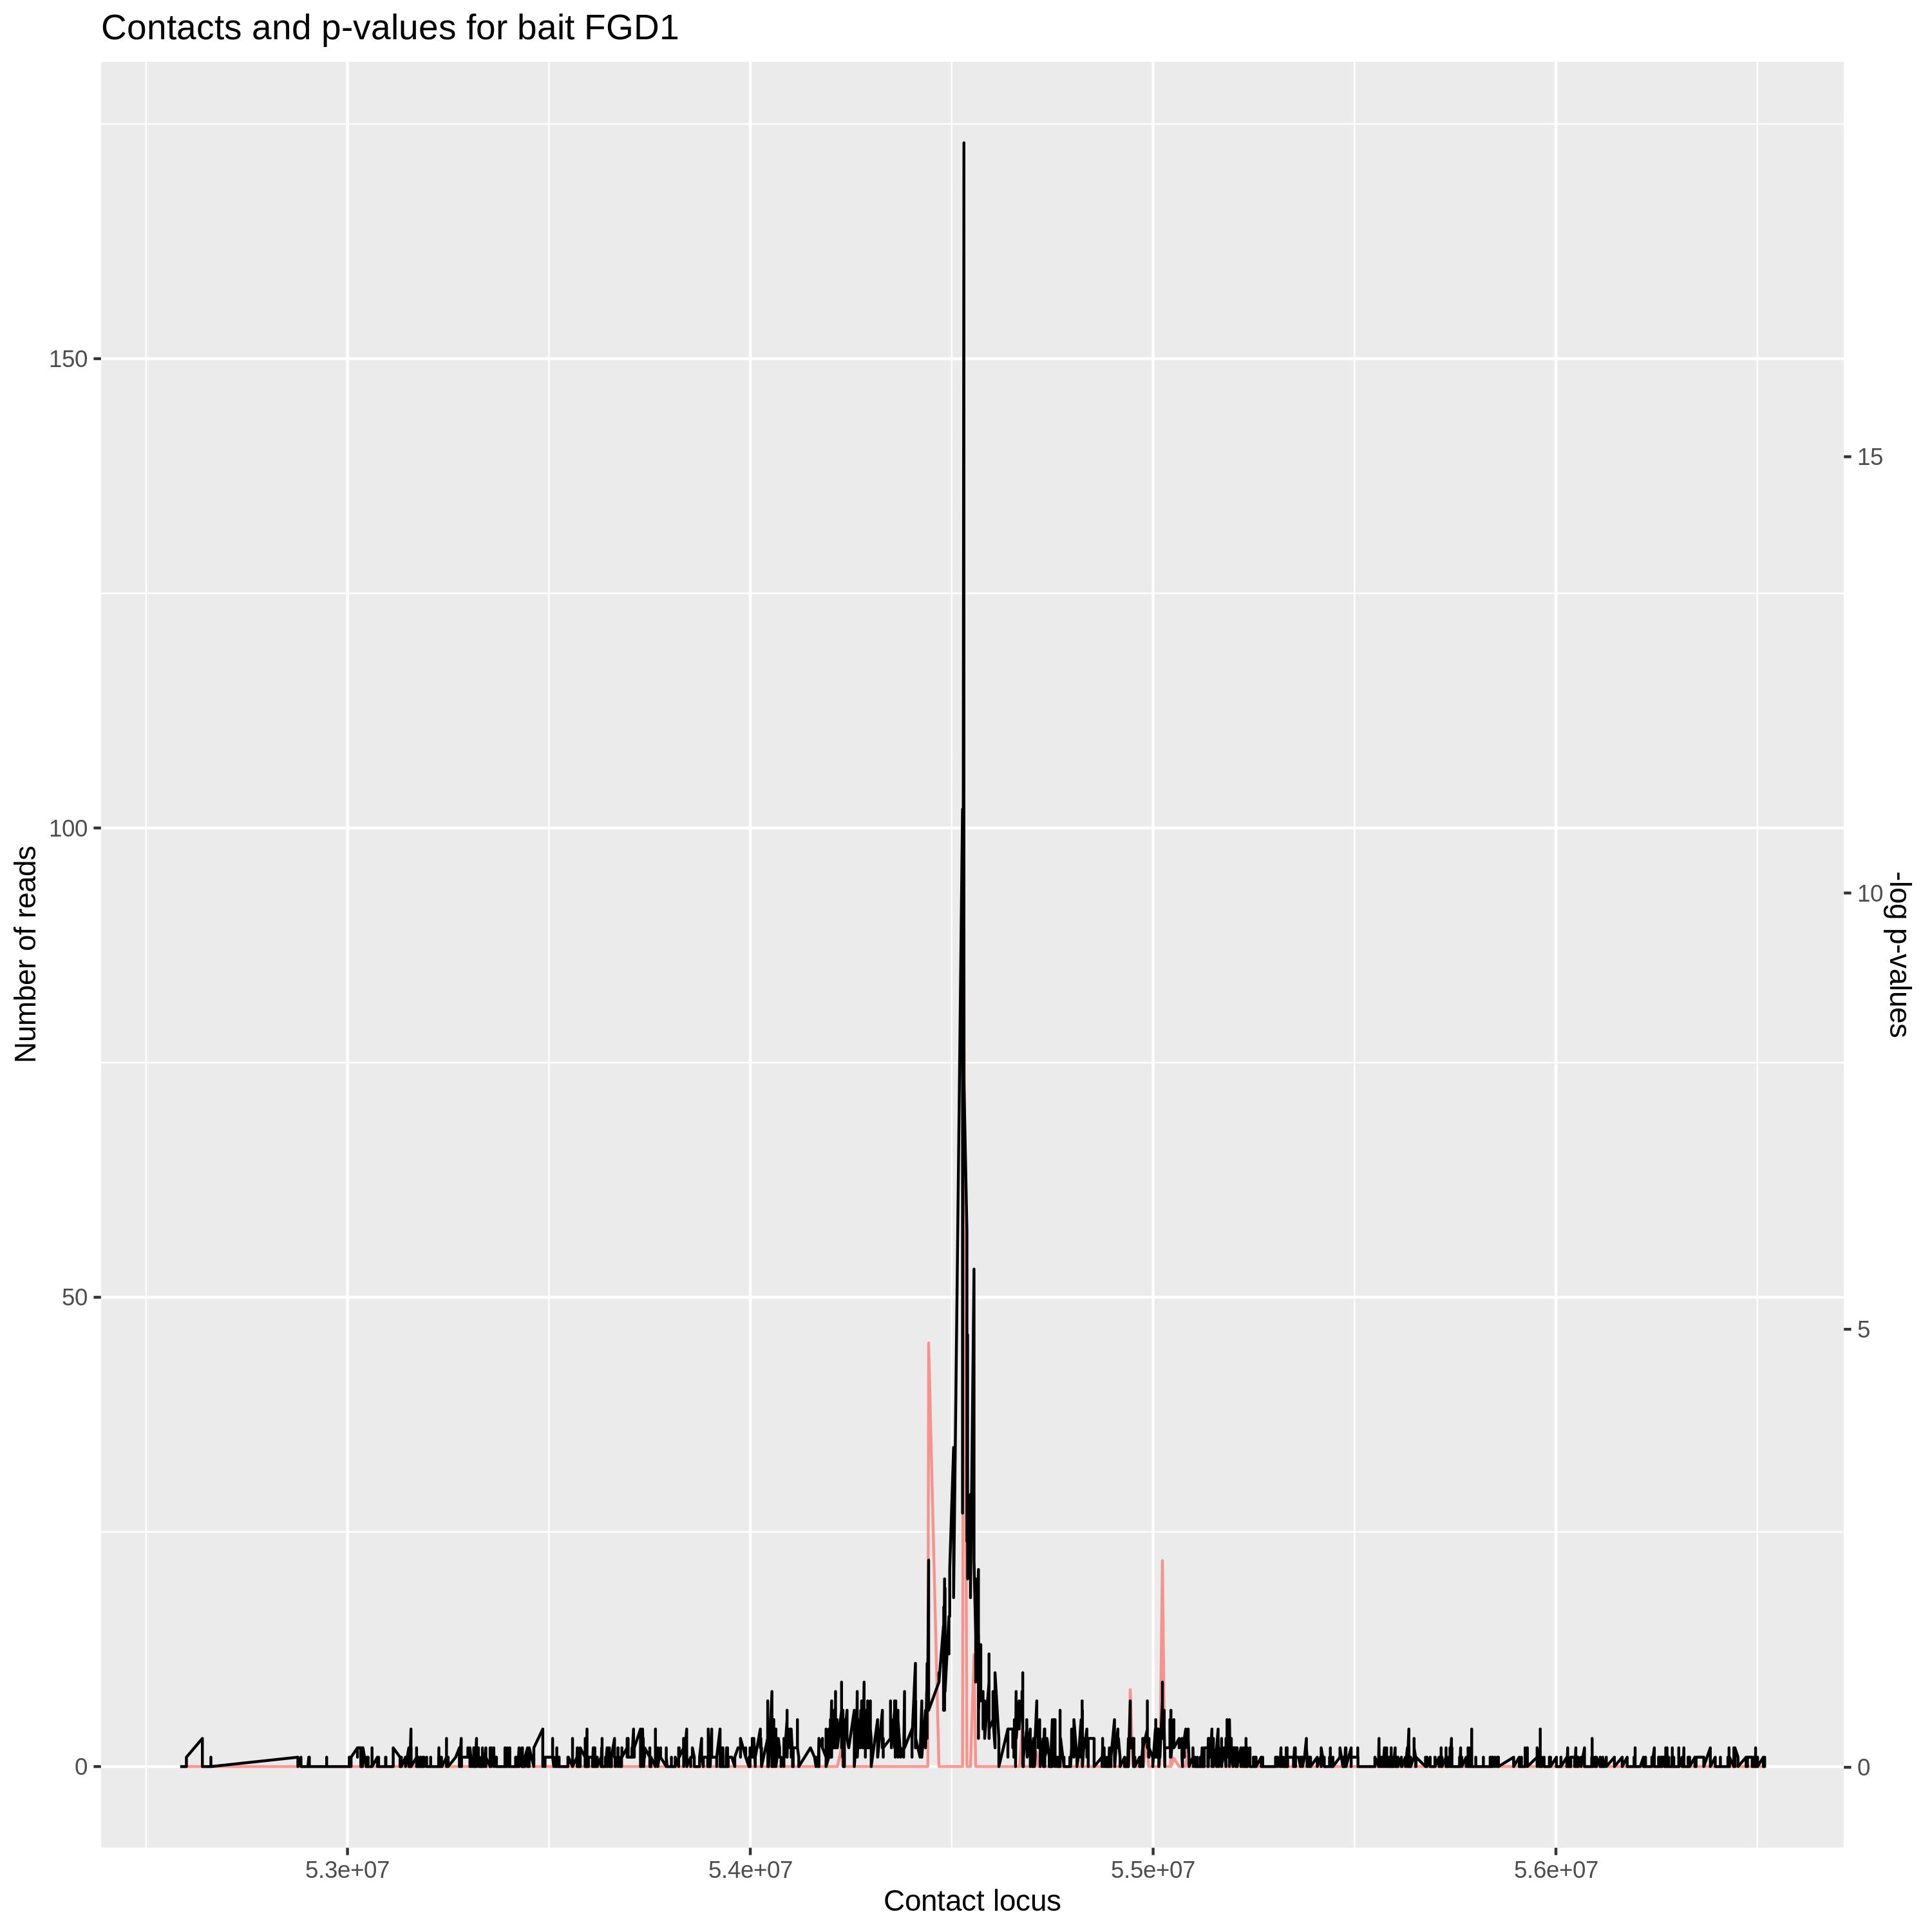 Contacts and p-values for bait FGD1
150
100
50
0
Number of reads
15
10
5
0
-log p-values
5.3e+07
5.4e+07
5.5e+07
5.6e+07
Contact locus